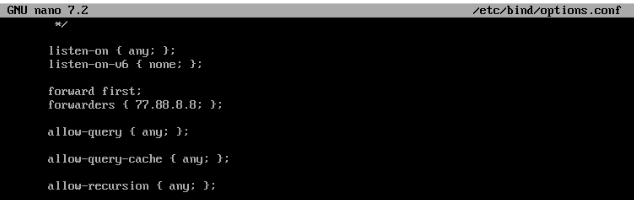 GNU nano 7.2 /etc/bind/options.conf
*/
listen-on { any; };
listen-on-v6 { none; };
forward first;
forwarders { 77.88.8.8; };
allow-query { any; };
allow-query-cache { any; };
allow-recursion { any; };